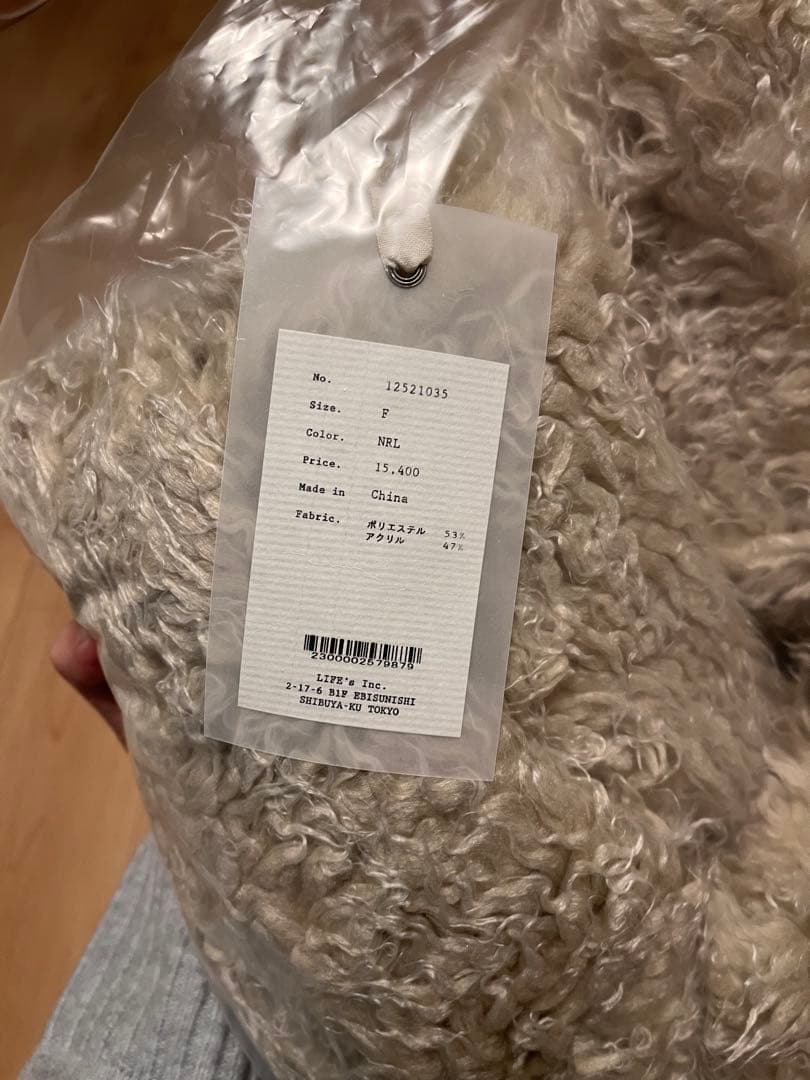 No. 12521035
Size. F
Color. NRL
Price. 15,400
Made in China
Fabric. ポリエステル 53%
アクリル 47%
2300002579879
LIFE's Inc.
2-17-6 B1F EBISUNISHI
SHIBUYA-KU TOKYO